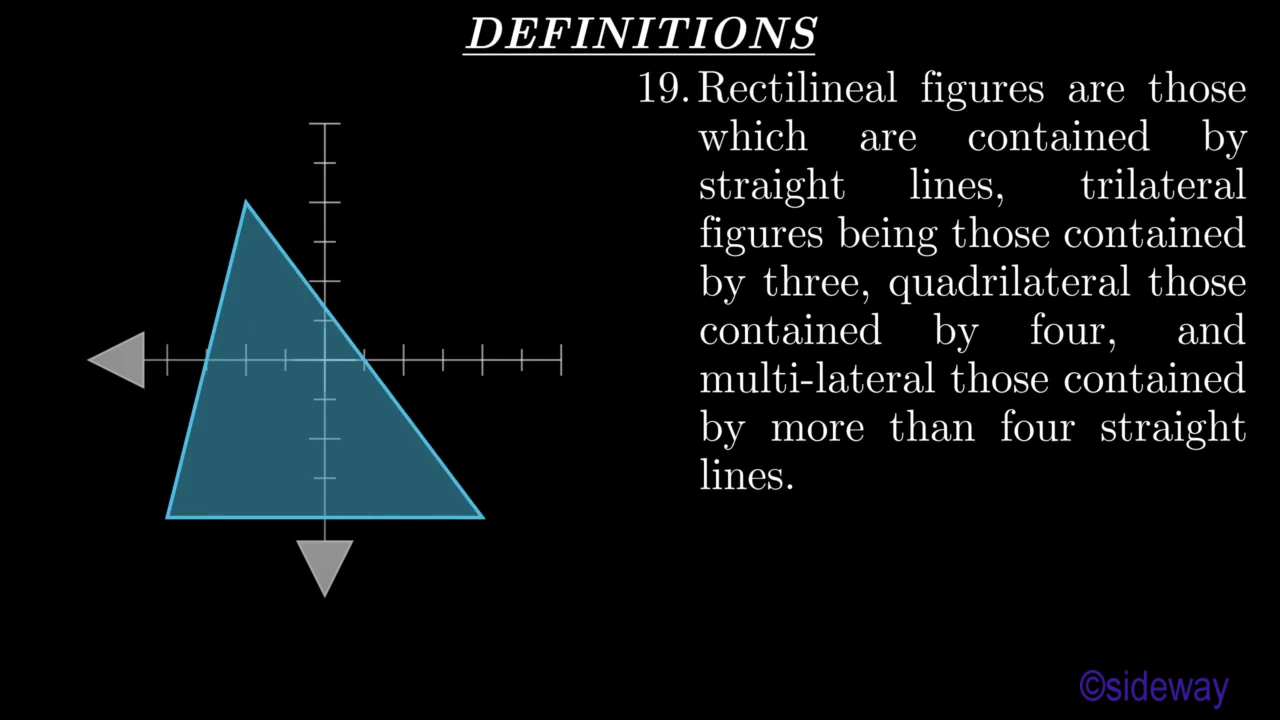 DEFINITIONS
19. Rectilineal figures are those
which are contained by
straight lines, trilateral
figures being those contained
by three, quadrilateral those
contained by four, and
multi-lateral those contained
by more than four straight
lines.
©sideway